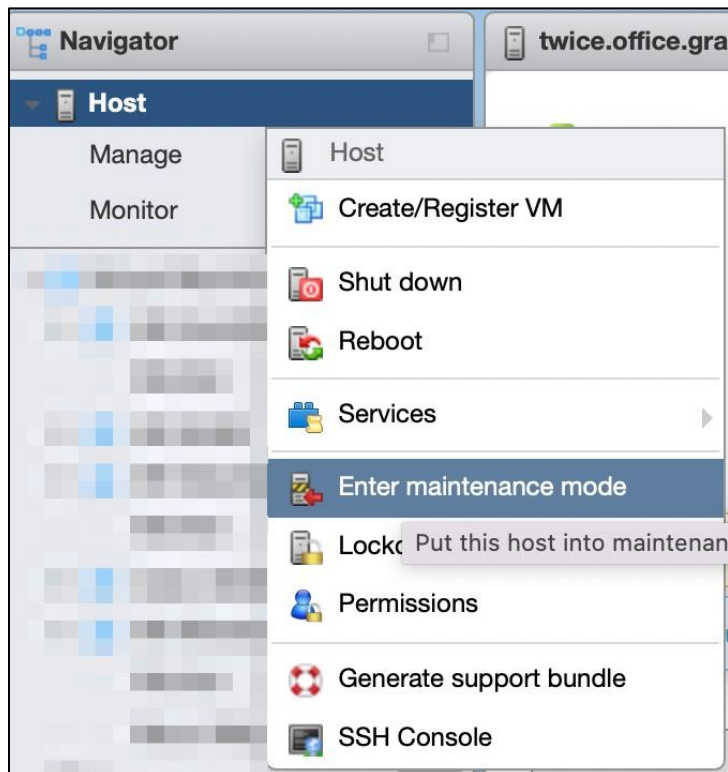 Navigator
twice.office.gra
Host
Manage
Monitor
Host
Create/Register VM
Shut down
Reboot
Services
Enter maintenance mode
Lockd
Put this host into maintenan
Permissions
Generate support bundle
SSH Console